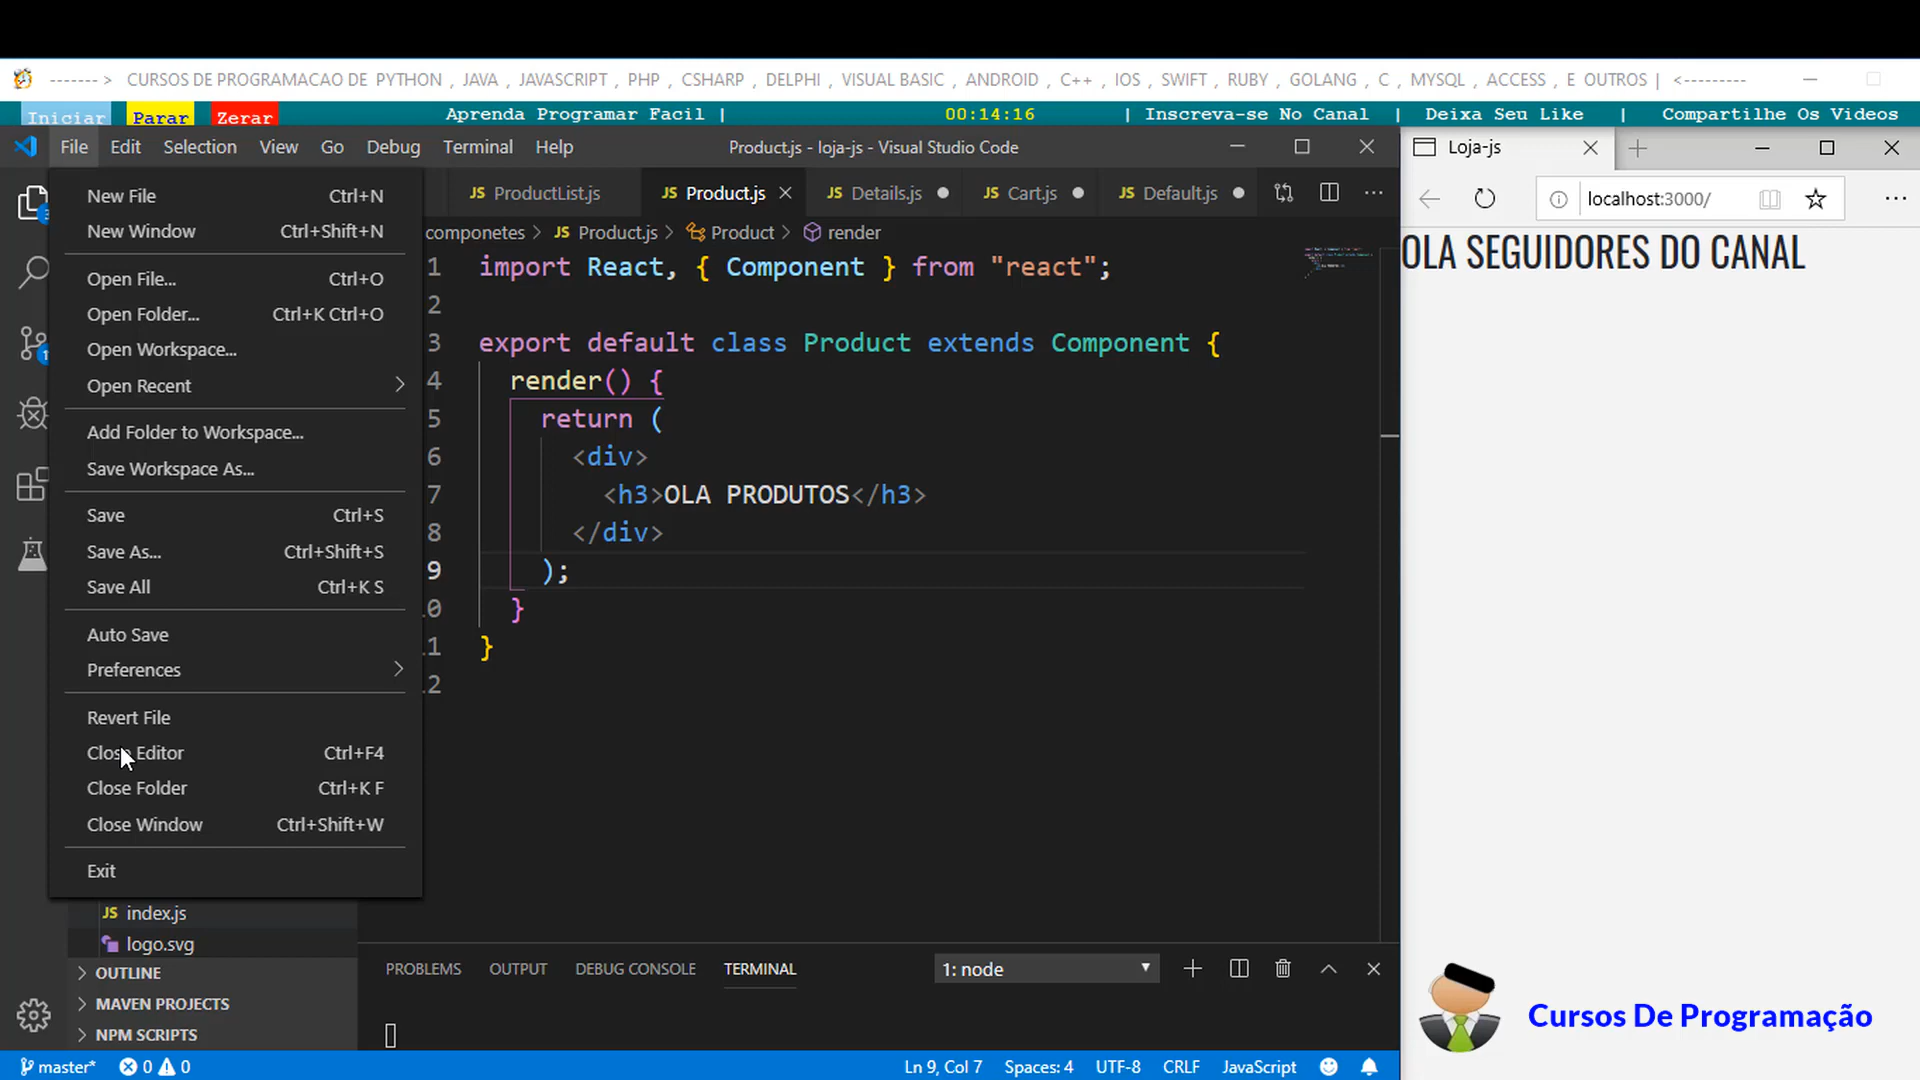 ------- > CURSOS DE PROGRAMACAO DE PYTHON , JAVA , JAVASCRIPT , PHP , CSHARP , DELPHI , VISUAL BASIC , ANDROID , C++ , IOS , SWIFT , RUBY , GOLANG , C , MYSQL , ACCESS , E OUTROS | <---------
Iniciar Parar Zerar Aprenda Programar Facil | 00:14:16 | Inscreva-se No Canal | Deixa Seu Like | Compartilhe Os Videos
File Edit Selection View Go Debug Terminal Help Product.js - loja-js - Visual Studio Code
Loja-js
JS ProductList.js JS Product.js JS Details.js JS Cart.js JS Default.js
localhost:3000/
componetes > JS Product.js > Product > render
OLA SEGUIDORES DO CANAL
New File Ctrl+N
New Window Ctrl+Shift+N
Open File... Ctrl+O
Open Folder... Ctrl+K Ctrl+O
Open Workspace...
Open Recent
Add Folder to Workspace...
Save Workspace As...
Save Ctrl+S
Save As... Ctrl+Shift+S
Save All Ctrl+K S
Auto Save
Preferences
Revert File
Close Editor Ctrl+F4
Close Folder Ctrl+K F
Close Window Ctrl+Shift+W
Exit
1 import React, { Component } from "react";
2
3 export default class Product extends Component {
4 render() {
5 return (
6 <div>
7 <h3>OLA PRODUTOS</h3>
8 </div>
9 );
10 }
11 }
12
JS index.js
logo.svg
OUTLINE
MAVEN PROJECTS
NPM SCRIPTS
PROBLEMS OUTPUT DEBUG CONSOLE TERMINAL 1: node
Cursos De Programação
master* 0 0 Ln 9, Col 7 Spaces: 4 UTF-8 CRLF JavaScript